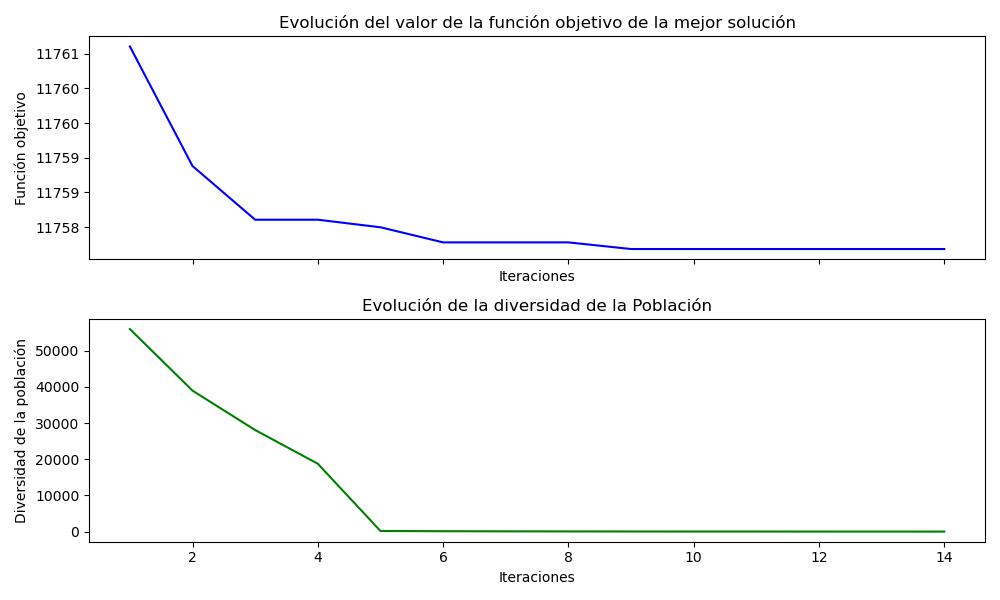 Evolución del valor de la función objetivo de la mejor solución
11761
11760
11760
11759
11759
11758
Función objetivo
Iteraciones
Evolución de la diversidad de la Población
50000
40000
30000
20000
10000
0
Diversidad de la población
2 4 6 8 10 12 14
Iteraciones